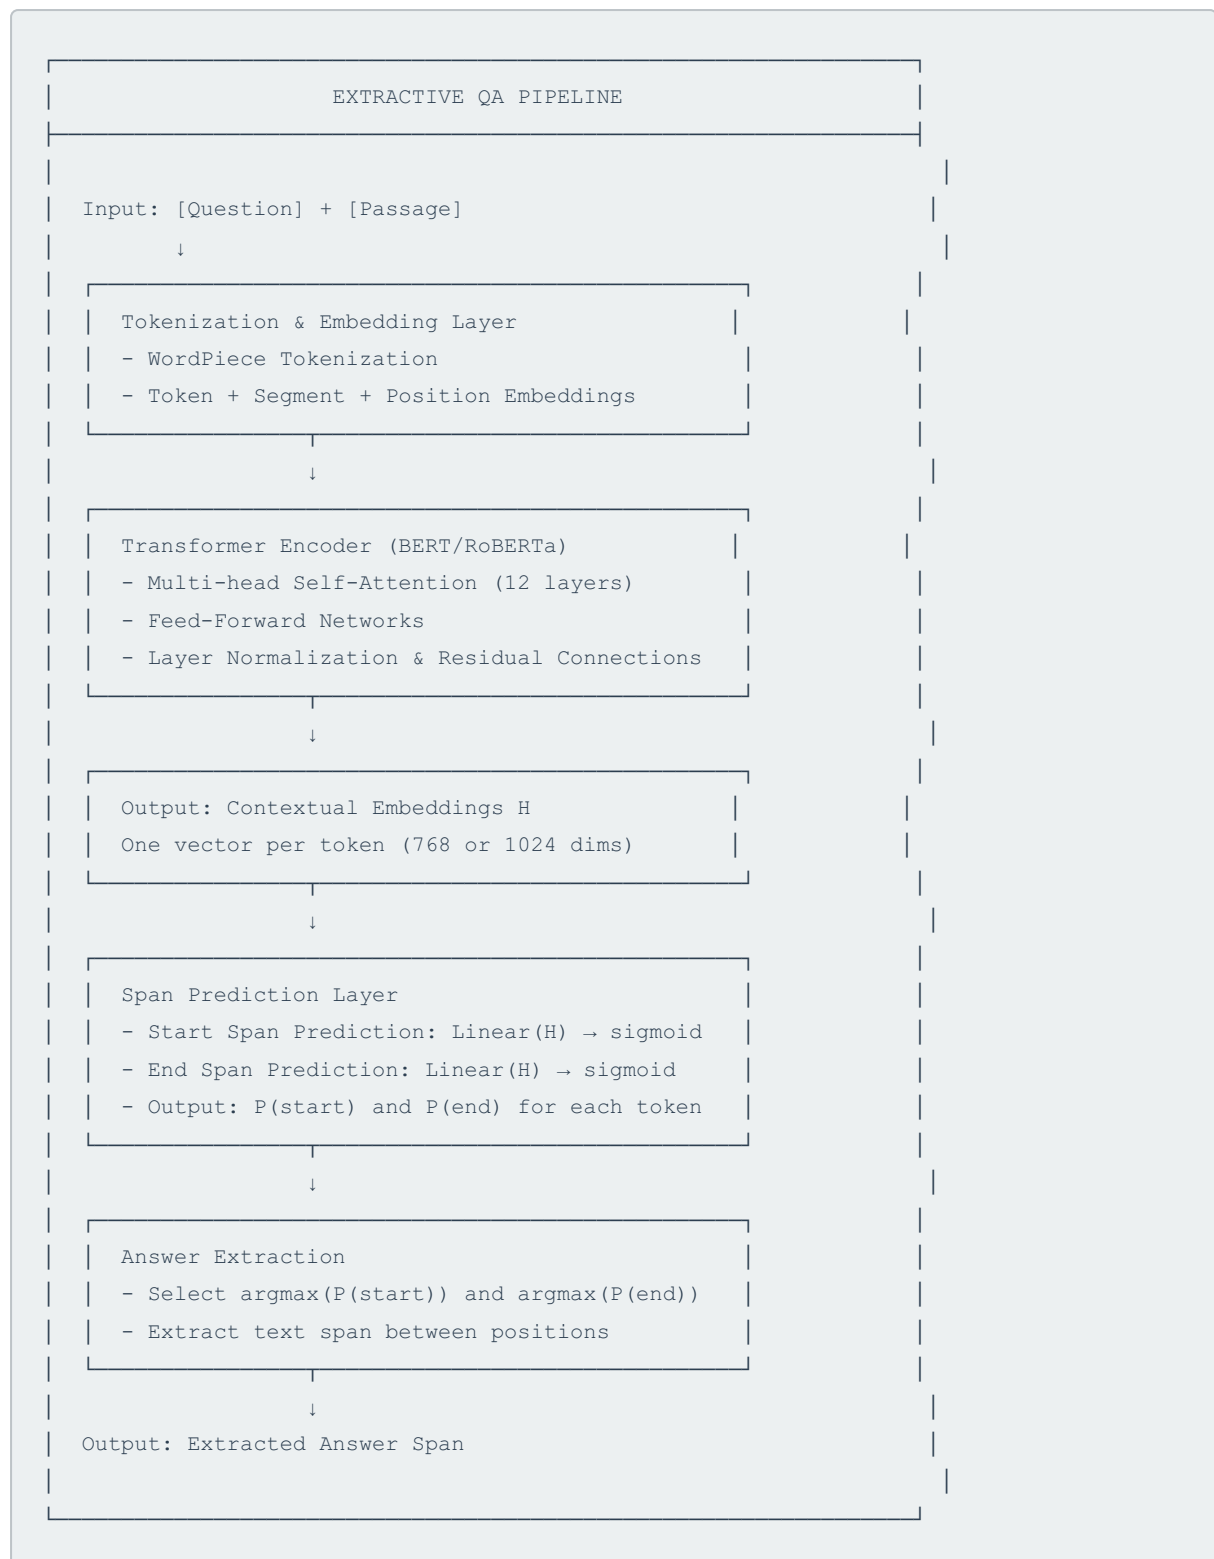 EXTRACTIVE QA PIPELINE
Input: [Question] + [Passage]
↓
Tokenization & Embedding Layer
- WordPiece Tokenization
- Token + Segment + Position Embeddings
↓
Transformer Encoder (BERT/RoBERTa)
- Multi-head Self-Attention (12 layers)
- Feed-Forward Networks
- Layer Normalization & Residual Connections
↓
Output: Contextual Embeddings H
One vector per token (768 or 1024 dims)
↓
Span Prediction Layer
- Start Span Prediction: Linear(H) → sigmoid
- End Span Prediction: Linear(H) → sigmoid
- Output: P(start) and P(end) for each token
↓
Answer Extraction
- Select argmax(P(start)) and argmax(P(end))
- Extract text span between positions
↓
Output: Extracted Answer Span